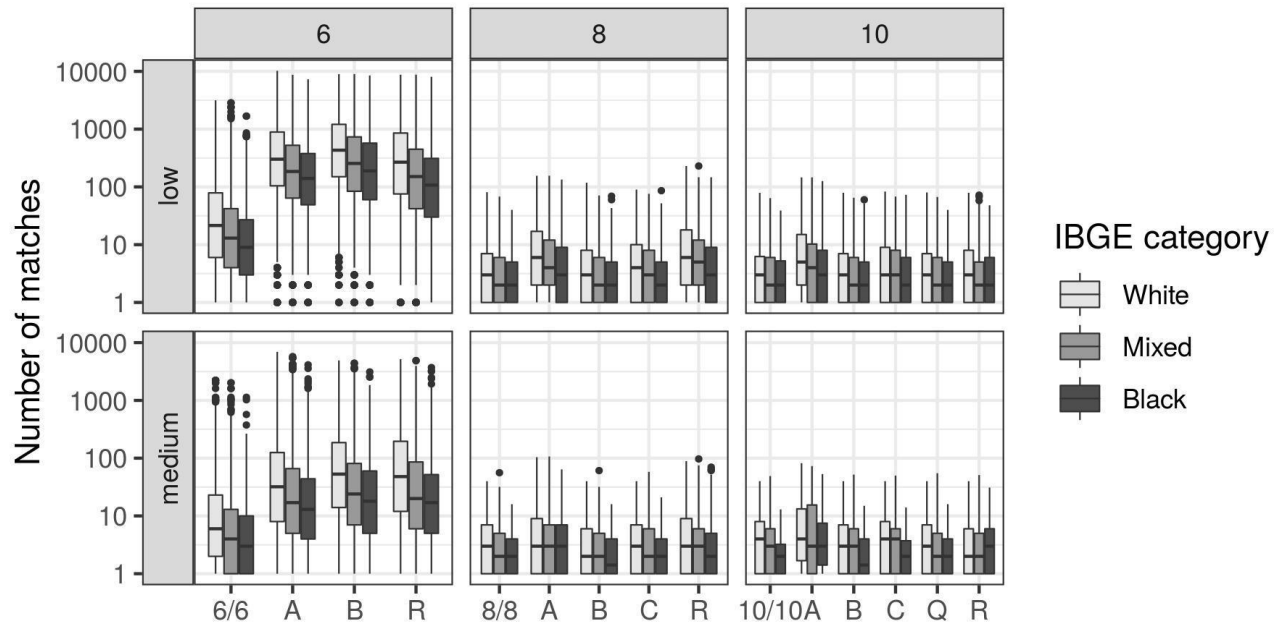 6 8 10
10000
1000
100
10
1
low
10000
1000
100
10
1
medium
Number of matches
6/6 A B R
8/8 A B C R
10/10 A B C Q R
IBGE category
White
Mixed
Black